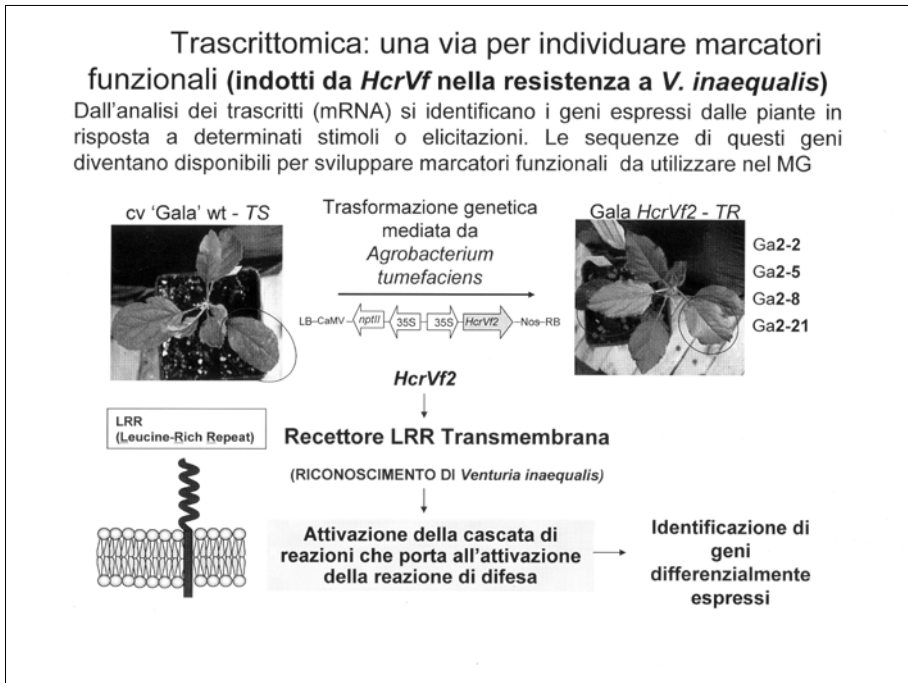 Trascrittomica: una via per individuare marcatori
funzionali (indotti da HcrVf nella resistenza a V. inaequalis)
Dall'analisi dei trascritti (mRNA) si identificano i geni espressi dalle piante in
risposta a determinati stimoli o elicitazioni. Le sequenze di questi geni
diventano disponibili per sviluppare marcatori funzionali da utilizzare nel MG
cv 'Gala' wt - TS
Trasformazione genetica
mediata da
Agrobacterium
tumefaciens
LB–CaMV
nptII
35S
35S
HcrVf2
Nos–RB
Gala HcrVf2 - TR
Ga2-2
Ga2-5
Ga2-8
Ga2-21
HcrVf2
LRR
(Leucine-Rich Repeat)
Recettore LRR Transmembrana
(RICONOSCIMENTO DI Venturia inaequalis)
Attivazione della cascata di
reazioni che porta all'attivazione
della reazione di difesa
Identificazione di
geni
differenzialmente
espressi